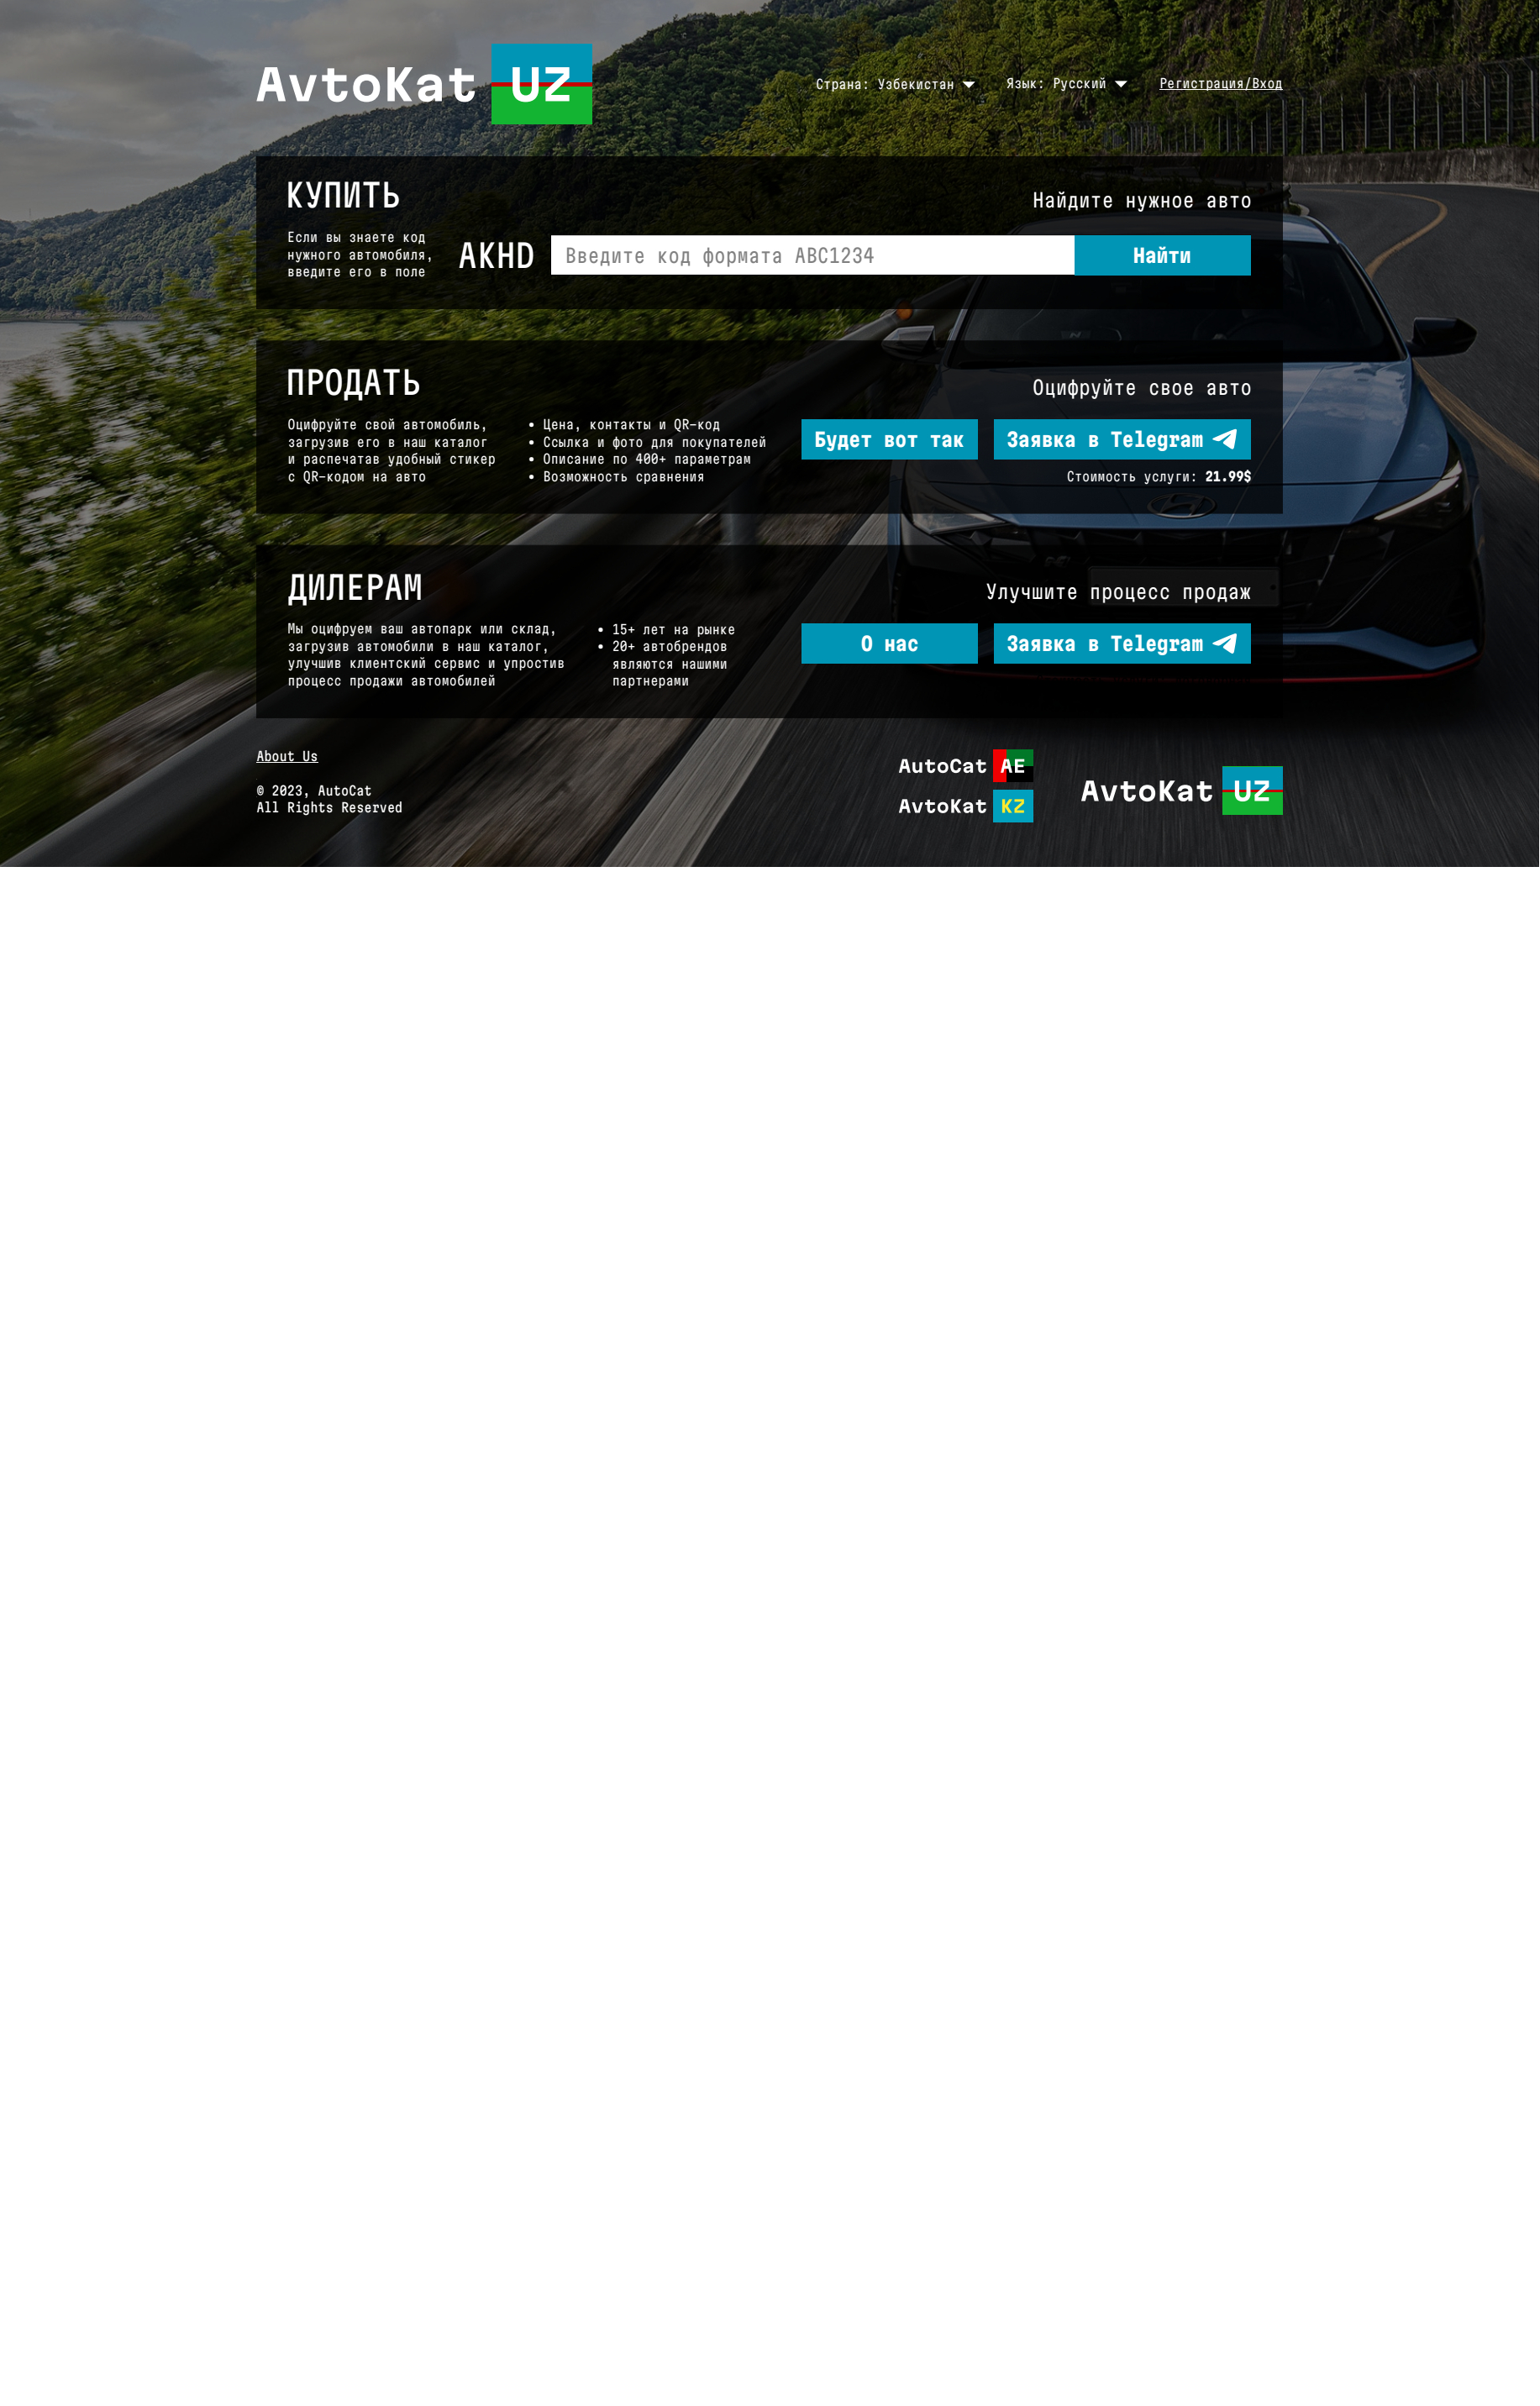 AvtoKat UZ
Страна: Узбекистан
Язык: Русский
Регистрация/Вход
КУПИТЬ
Найдите нужное авто
Если вы знаете код
нужного автомобиля,
введите его в поле
AKHD
Введите код формата ABC1234
Найти
ПРОДАТЬ
Оцифруйте свое авто
Оцифруйте свой автомобиль,
загрузив его в наш каталог
и распечатав удобный стикер
с QR-кодом на авто
• Цена, контакты и QR-код
• Ссылка и фото для покупателей
• Описание по 400+ параметрам
• Возможность сравнения
Будет вот так
Заявка в Telegram
Стоимость услуги: 21.99$
ДИЛЕРАМ
Улучшите процесс продаж
Мы оцифруем ваш автопарк или склад,
загрузив автомобили в наш каталог,
улучшив клиентский сервис и упростив
процесс продажи автомобилей
• 15+ лет на рынке
• 20+ автобрендов
являются нашими
партнерами
О нас
Заявка в Telegram
About Us
© 2023, AutoCat
All Rights Reserved
AutoCat AE
AvtoKat KZ
AvtoKat UZ